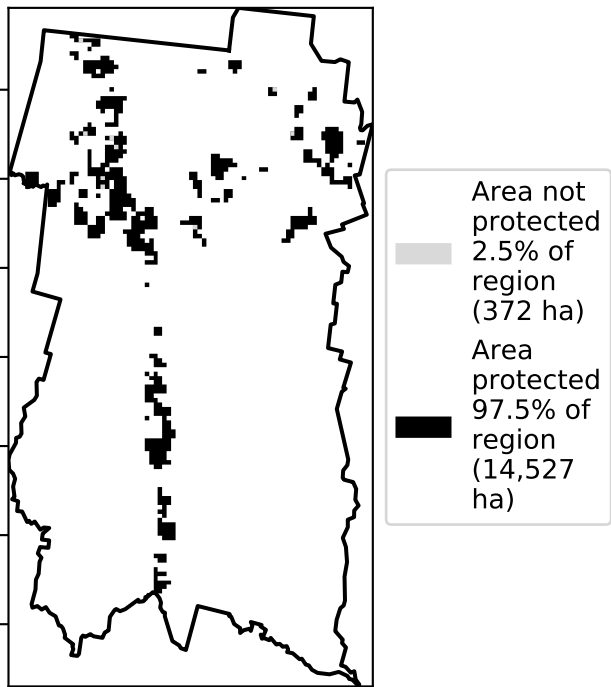 Area not
protected
2.5% of
region
(372 ha)
Area
protected
97.5% of
region
(14,527
ha)